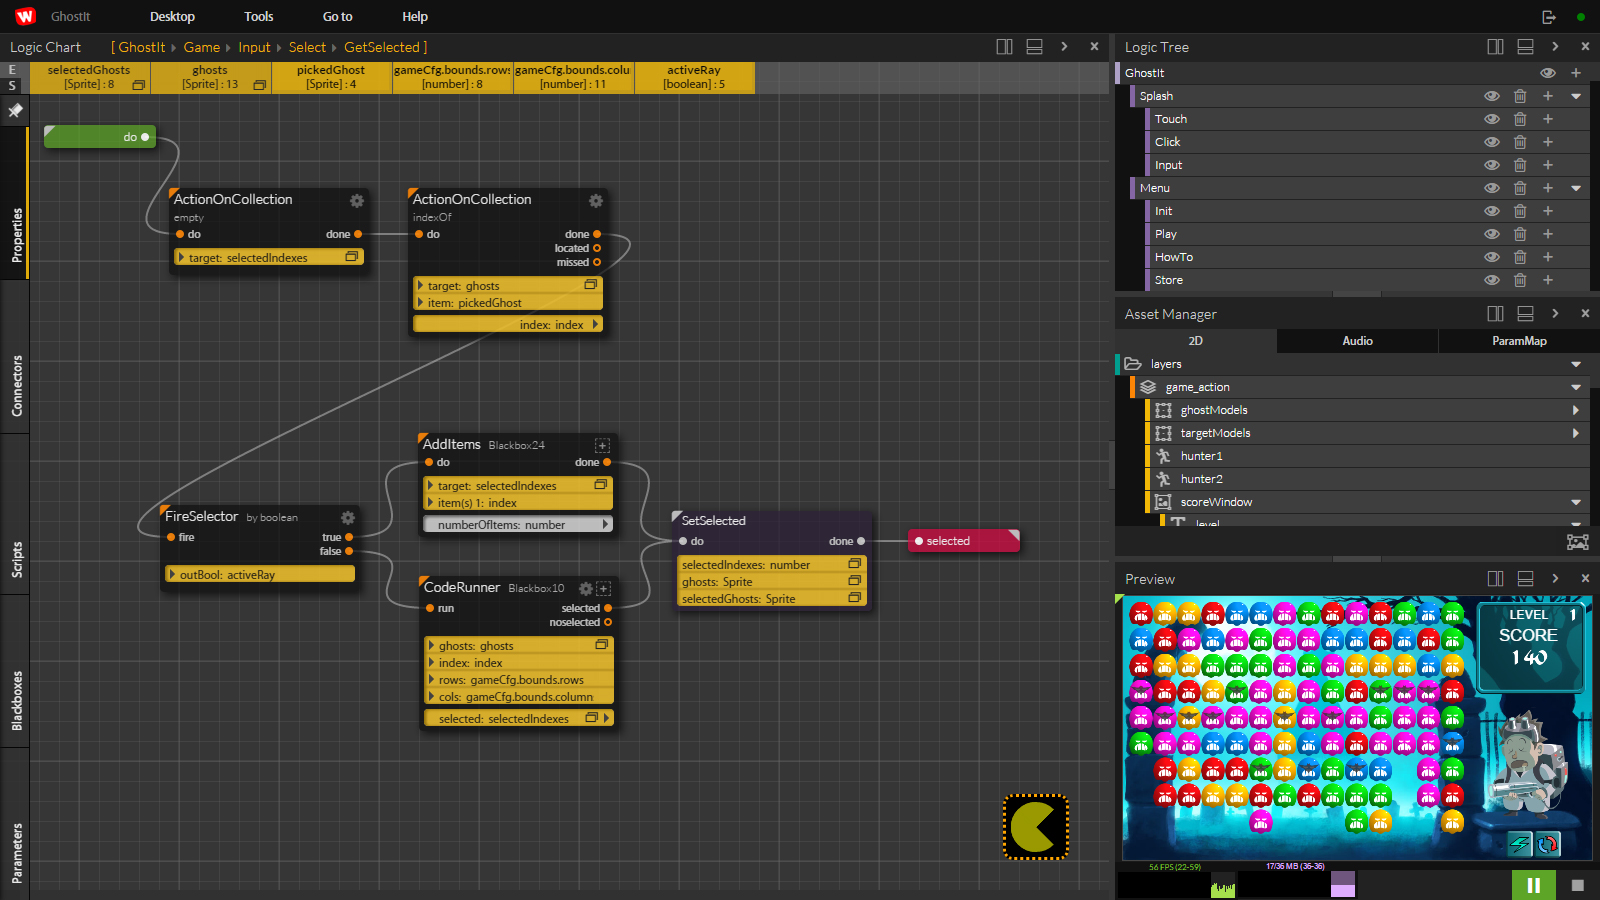 GhostIt
Desktop
Tools
Go to
Help
Logic Chart
[ GhostIt
Game
Input
Select
GetSelected ]
E
S
selectedGhosts
[Sprite] : 8
ghosts
[Sprite] : 13
pickedGhost
[Sprite] : 4
gameCfg.bounds.rows
[number] : 8
gameCfg.bounds.colu
[number] : 11
activeRay
[boolean] : 5
Properties
Connectors
Scripts
Blackboxes
Parameters
do
ActionOnCollection
empty
do
done
target: selectedIndexes
ActionOnCollection
indexOf
do
done
located
missed
target: ghosts
item: pickedGhost
index: index
AddItems Blackbox24
do
done
target: selectedIndexes
item(s) 1: index
numberOfItems: number
FireSelector by boolean
fire
true
false
outBool: activeRay
CodeRunner Blackbox10
run
selected
noselected
ghosts: ghosts
index: index
rows: gameCfg.bounds.rows
cols: gameCfg.bounds.column
selected: selectedIndexes
SetSelected
do
done
selectedIndexes: number
ghosts: Sprite
selectedGhosts: Sprite
selected
Logic Tree
GhostIt
Splash
Touch
Click
Input
Menu
Init
Play
HowTo
Store
Asset Manager
2D
Audio
ParamMap
layers
game_action
ghostModels
targetModels
hunter1
hunter2
scoreWindow
level
Preview
LEVEL 1
SCORE
140
56 FPS (22-59)
17/36 MB (36-36)